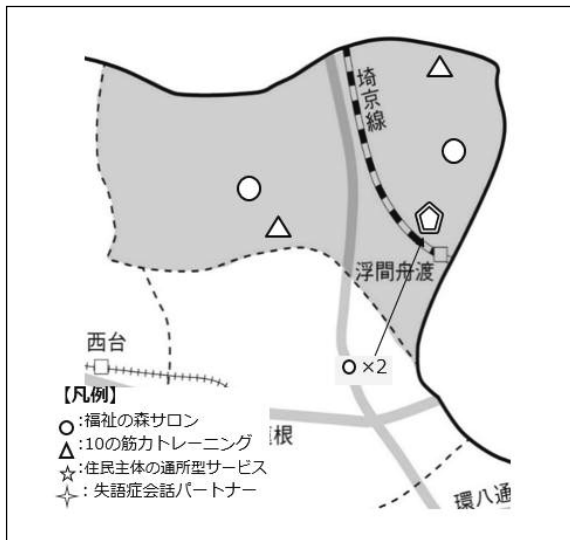 埼京線
浮間舟渡
西台
×2
【凡例】
:福祉の森サロン
:10の筋力トレーニング
:住民主体の通所型サービス
:失語症会話パートナー
根
環八通